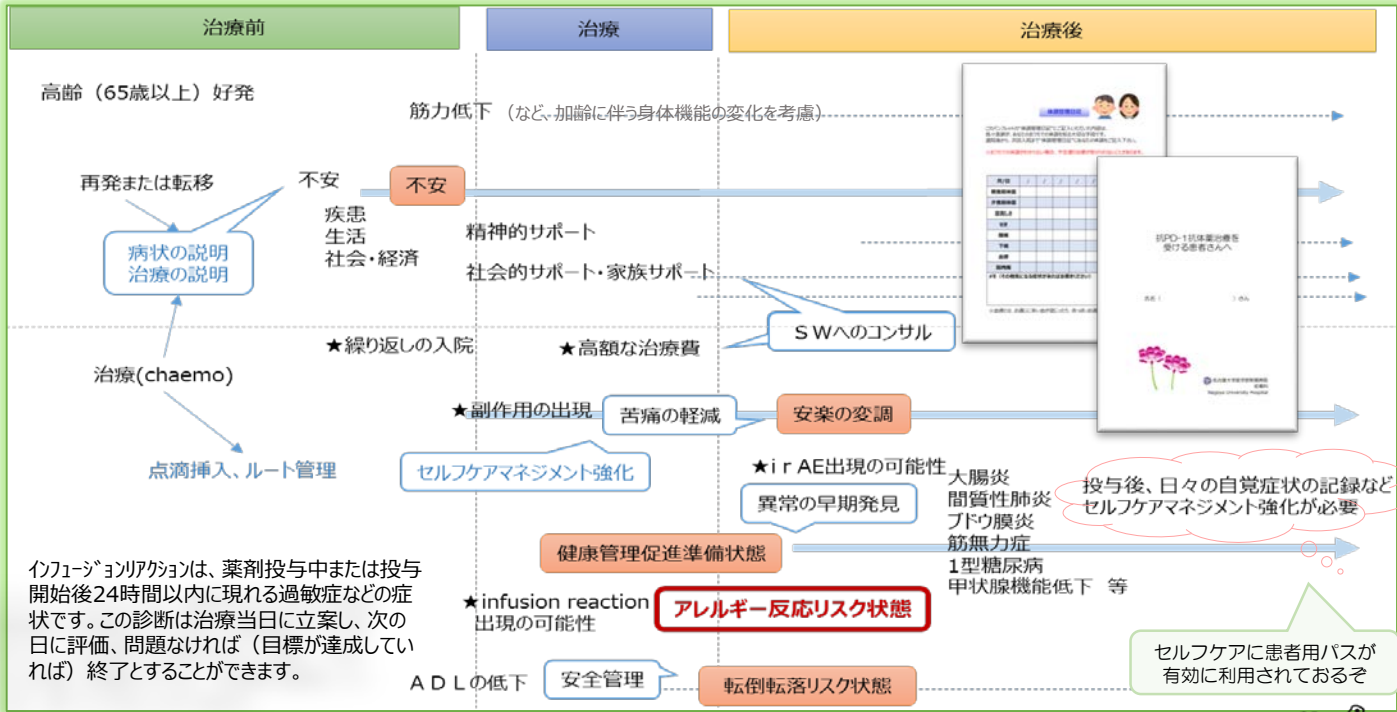 治療前
治療
治療後
高齢（65歳以上）好発
筋力低下（など、加齢に伴う身体機能の変化を考慮）
再発または転移
不安
不安
疾患
生活
社会・経済
病状の説明
治療の説明
精神的サポート
社会的サポート・家族サポート
ＳＷへのコンサル
★繰り返しの入院
★高額な治療費
治療(chaemo)
★副作用の出現
苦痛の軽減
安楽の変調
点滴挿入、ルート管理
セルフケアマネジメント強化
★ｉｒAE出現の可能性
異常の早期発見
大腸炎
間質性肺炎
ブドウ膜炎
筋無力症
1型糖尿病
甲状腺機能低下　等
投与後、日々の自覚症状の記録など
セルフケアマネジメント強化が必要
健康管理促進準備状態
ｲﾝﾌｭｰｼﾞｮﾝﾘｱｸｼｮﾝは、薬剤投与中または投与
開始後24時間以内に現れる過敏症などの症
状です。この診断は治療当日に立案し、次の
日に評価、問題なければ（目標が達成してい
れば）終了とすることができます。
★infusion reaction
出現の可能性
アレルギー反応リスク状態
ＡＤＬの低下
安全管理
転倒転落リスク状態
セルフケアに患者用パスが
有効に利用されておるぞ
体調管理日記
月/日
抗PD-1抗体薬治療を
受ける患者さんへ
氏名（　　　　　　　）さん
Nagoya University Hospital